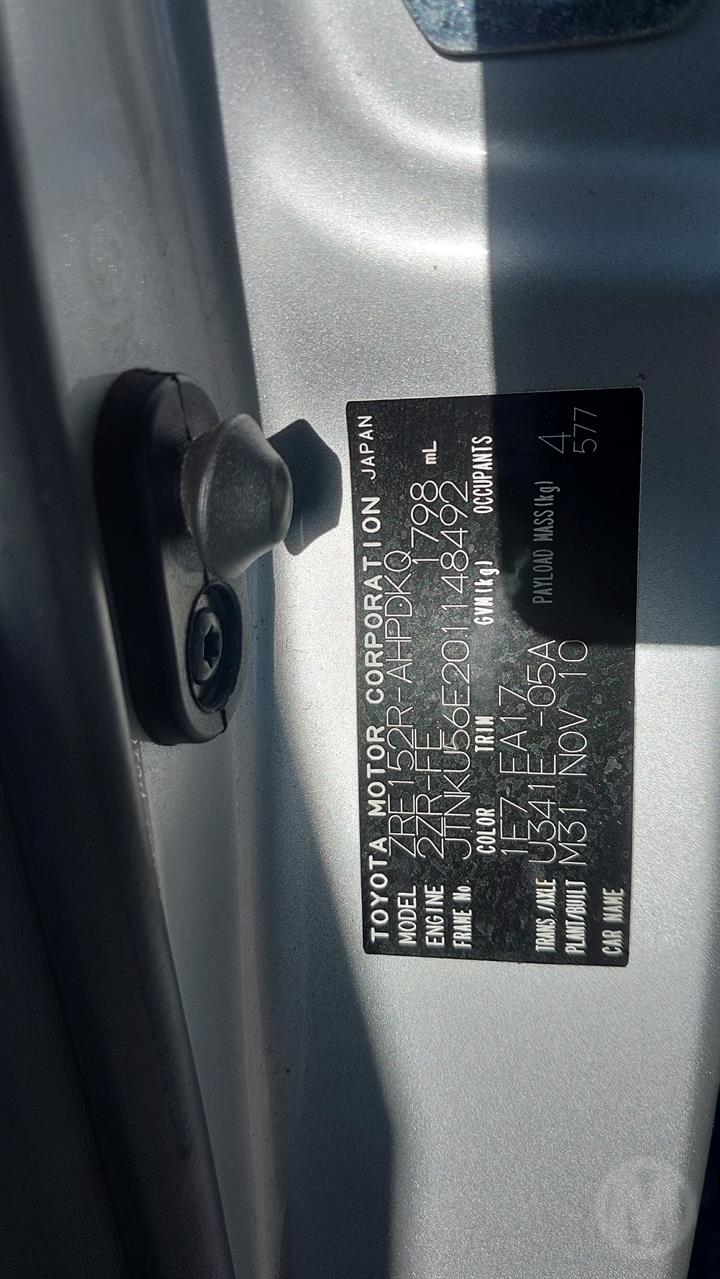 TOYOTA MOTOR CORPORATION JAPAN
MODEL ZRE152R-AHPDKQ
ENGINE 2ZR-FE 1798 mL
FRAME No. JTNKU56E201148492
COLOR TRIM GVM(kg) OCCUPANTS
1F7 EA17 4
TRANS./AXLE U341E -05A PAYLOAD MASS(kg) 577
PLANT/BUILT M31 NOV 10
CAR NAME